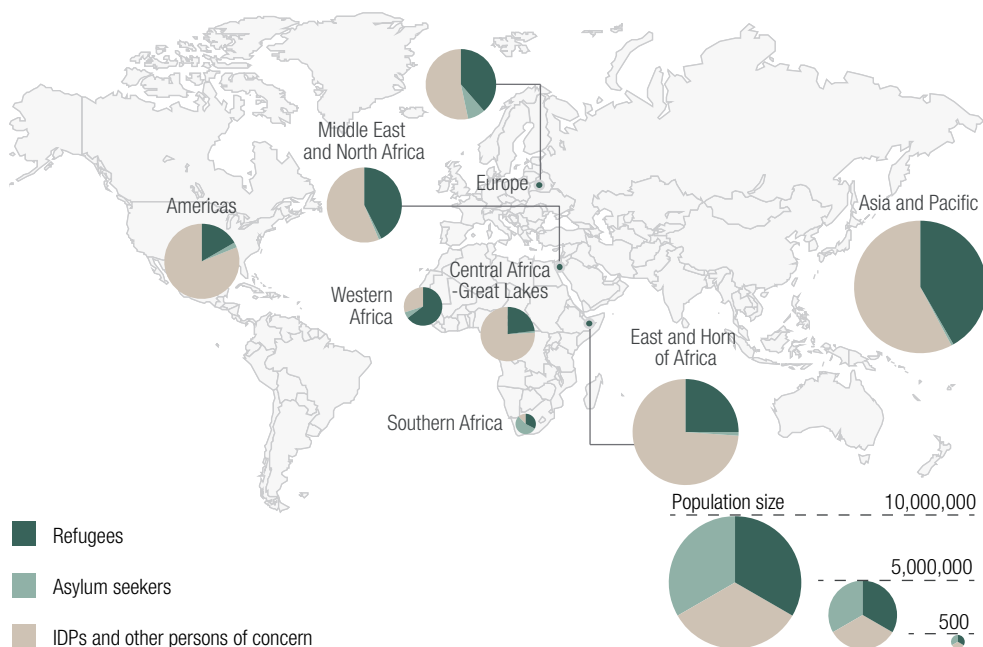 Middle East
and North Africa
Europe
Americas
Asia and Pacific
Western
Africa
Central Africa
-Great Lakes
East and Horn
of Africa
Southern Africa
Population size
10,000,000
5,000,000
500
Refugees
Asylum seekers
IDPs and other persons of concern